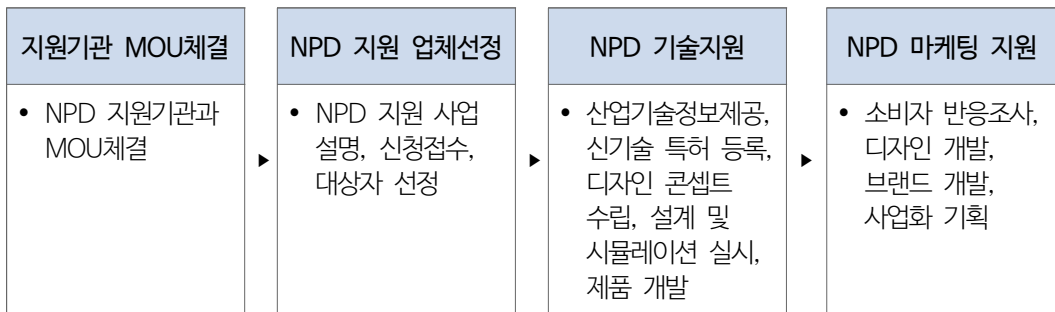 지원기관 MOU체결
• NPD 지원기관과
MOU체결
▶
NPD 지원 업체선정
• NPD 지원 사업
설명, 신청접수,
대상자 선정
▶
NPD 기술지원
• 산업기술정보제공,
신기술 특허 등록,
디자인 콘셉트
수립, 설계 및
시뮬레이션 실시,
제품 개발
▶
NPD 마케팅 지원
• 소비자 반응조사,
디자인 개발,
브랜드 개발,
사업화 기획